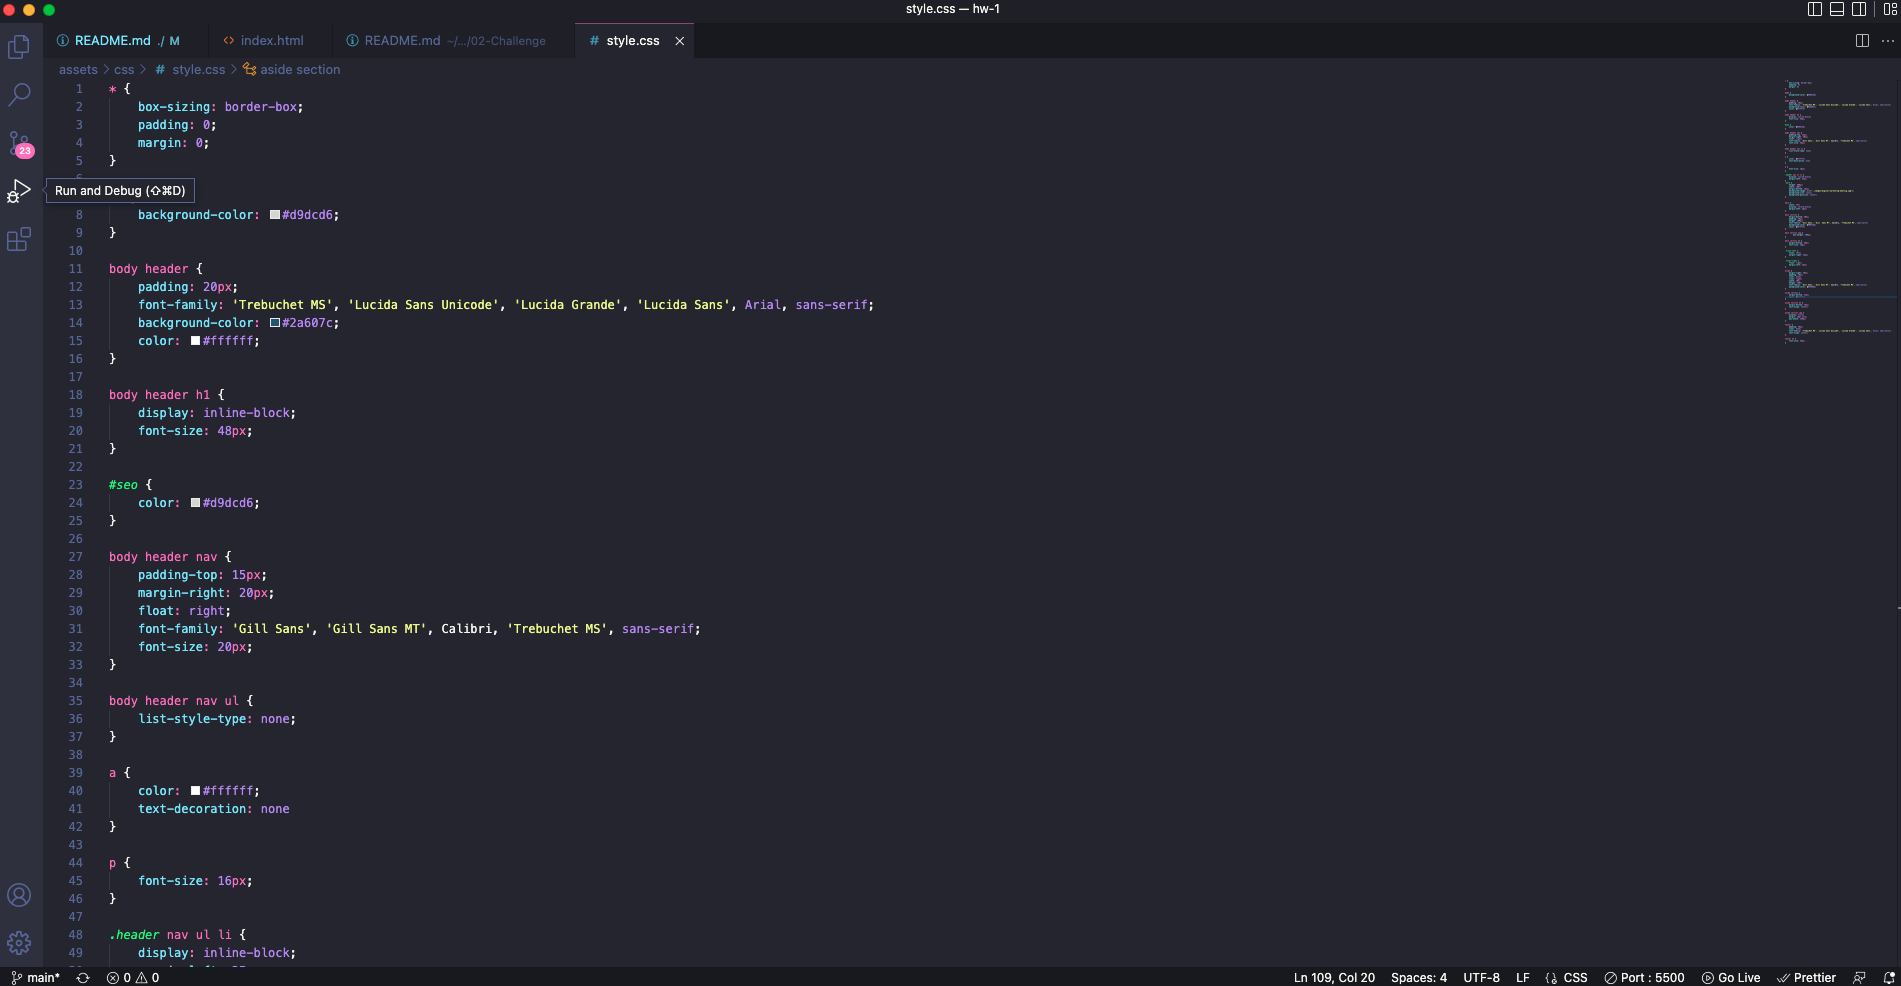 style.css — hw-1
README.md ./ M index.html README.md ~/.../02-Challenge # style.css
assets > css > # style.css > aside section
1 * {
2 box-sizing: border-box;
3 padding: 0;
4 margin: 0;
5 }
Run and Debug (⇧⌘D)
8 background-color: #d9dcd6;
9 }
10
11 body header {
12 padding: 20px;
13 font-family: 'Trebuchet MS', 'Lucida Sans Unicode', 'Lucida Grande', 'Lucida Sans', Arial, sans-serif;
14 background-color: #2a607c;
15 color: #ffffff;
16 }
17
18 body header h1 {
19 display: inline-block;
20 font-size: 48px;
21 }
22
23 #seo {
24 color: #d9dcd6;
25 }
26
27 body header nav {
28 padding-top: 15px;
29 margin-right: 20px;
30 float: right;
31 font-family: 'Gill Sans', 'Gill Sans MT', Calibri, 'Trebuchet MS', sans-serif;
32 font-size: 20px;
33 }
34
35 body header nav ul {
36 list-style-type: none;
37 }
38
39 a {
40 color: #ffffff;
41 text-decoration: none
42 }
43
44 p {
45 font-size: 16px;
46 }
47
48 .header nav ul li {
49 display: inline-block;
23
main* 0 0 Ln 109, Col 20 Spaces: 4 UTF-8 LF {} CSS Port : 5500 Go Live Prettier